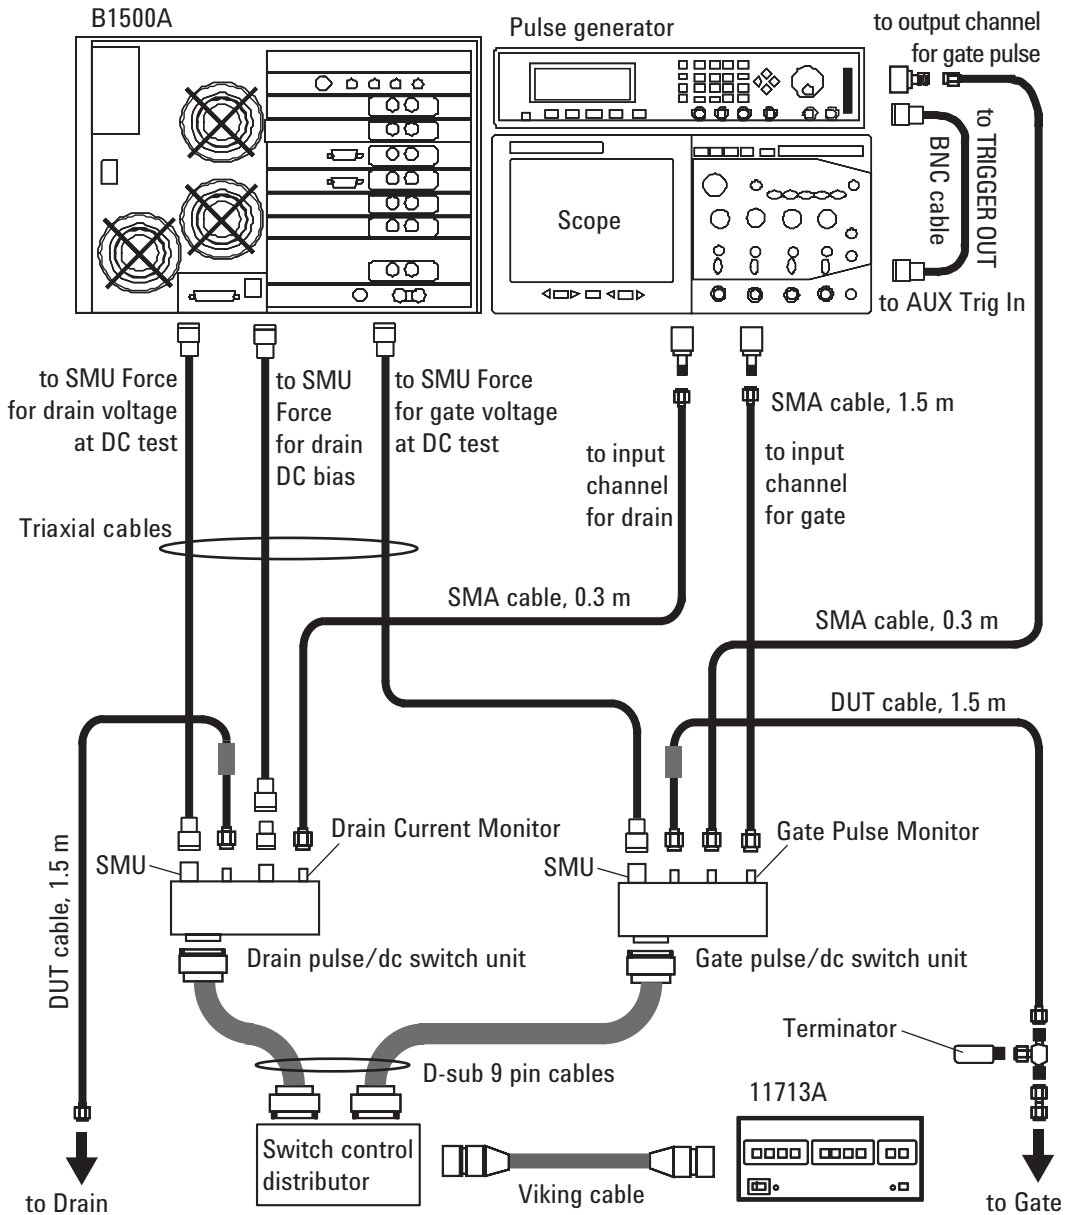 B1500A
Pulse generator
to output channel
for gate pulse
to TRIGGER OUT
BNC cable
Scope
to AUX Trig In
to SMU Force
for drain voltage
at DC test
to SMU
Force
for drain
DC bias
to SMU Force
for gate voltage
at DC test
SMA cable, 1.5 m
to input
channel
for drain
to input
channel
for gate
Triaxial cables
SMA cable, 0.3 m
SMA cable, 0.3 m
DUT cable, 1.5 m
Drain Current Monitor
Gate Pulse Monitor
SMU
SMU
DUT cable, 1.5 m
Drain pulse/dc switch unit
Gate pulse/dc switch unit
Terminator
D-sub 9 pin cables
11713A
Switch control
distributor
Viking cable
to Drain
to Gate